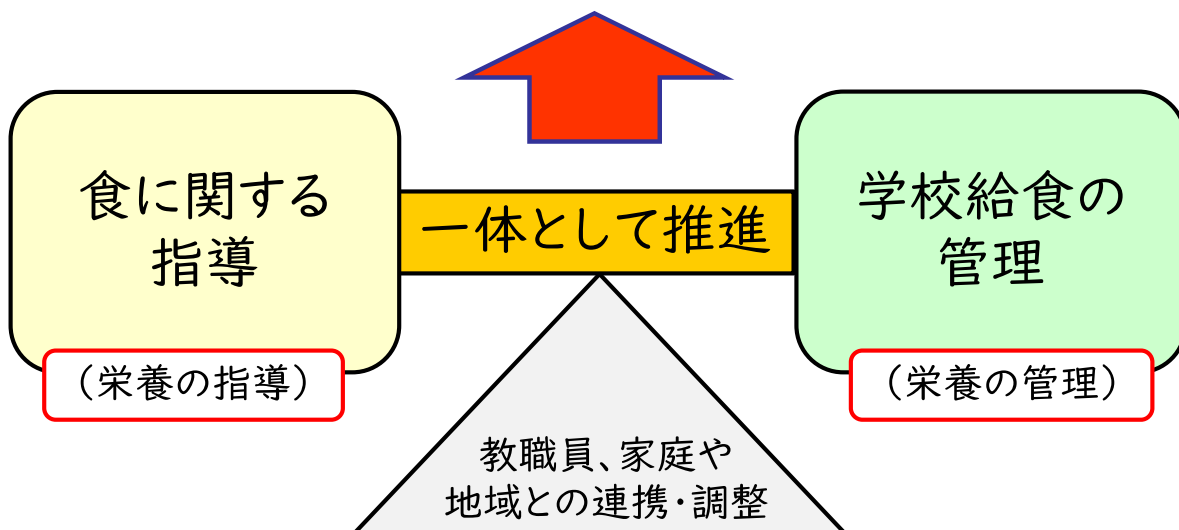 食に関する
指導
(栄養の指導)
一体として推進
学校給食の
管理
(栄養の管理)
教職員、家庭や
地域との連携・調整